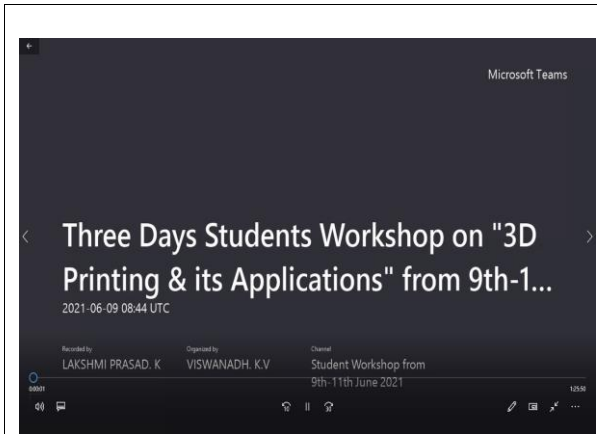 Microsoft Teams
Three Days Students Workshop on "3D
Printing & its Applications" from 9th-1...
2021-06-09 08:44 UTC
Recorded by
Organized by
Channel
LAKSHMI PRASAD. K
VISWANADH. K.V
Student Workshop from
9th-11th June 2021
0:00:01
1:25:50
10
30